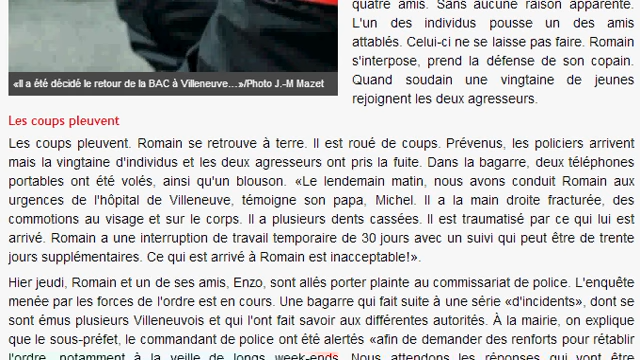 quatre amis. Sans aucune raison apparente.
L'un des individus pousse un des amis
attablés. Celui-ci ne se laisse pas faire. Romain
s'interpose, prend la défense de son copain.
Quand soudain une vingtaine de jeunes
rejoignent les deux agresseurs.
«Il a été décidé le retour de la BAC à Villeneuve…»/Photo J.-M Mazet
Les coups pleuvent
Les coups pleuvent. Romain se retrouve à terre. Il est roué de coups. Prévenus, les policiers arrivent
mais la vingtaine d'individus et les deux agresseurs ont pris la fuite. Dans la bagarre, deux téléphones
portables ont été volés, ainsi qu'un blouson. «Le lendemain matin, nous avons conduit Romain aux
urgences de l'hôpital de Villeneuve, témoigne son papa, Michel. Il a la main droite fracturée, des
commotions au visage et sur le corps. Il a plusieurs dents cassées. Il est traumatisé par ce qui lui est
arrivé. Romain a une interruption de travail temporaire de 30 jours avec un suivi qui peut être de trente
jours supplémentaires. Ce qui est arrivé à Romain est inacceptable!».
Hier jeudi, Romain et un de ses amis, Enzo, sont allés porter plainte au commissariat de police. L'enquête
menée par les forces de l'ordre est en cours. Une bagarre qui fait suite à une série «d'incidents», dont se
sont émus plusieurs Villeneuvois et qui l'ont fait savoir aux différentes autorités. À la mairie, on explique
que le sous-préfet, le commandant de police ont été alertés «afin de demander des renforts pour rétablir
l'ordre, notamment à la veille de longs week-ends. Nous attendons les réponses qui vont être